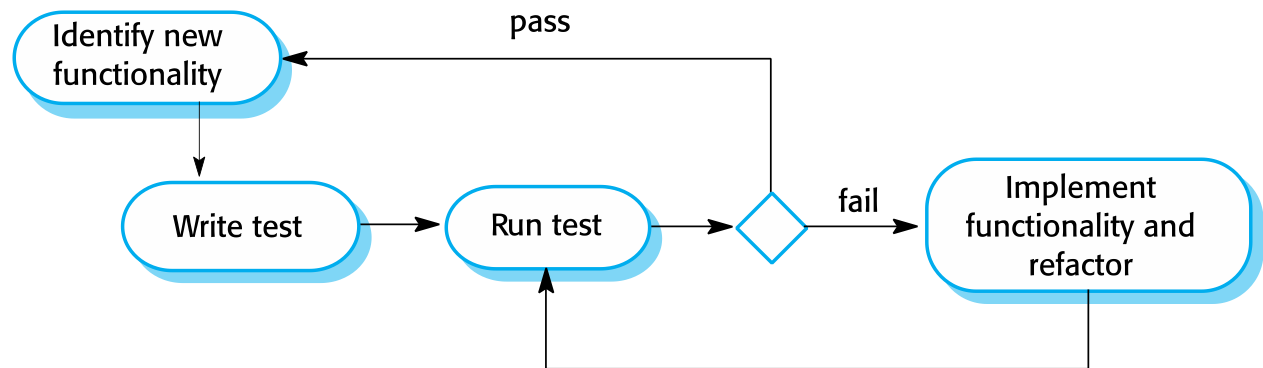 pass
Identify new
functionality
Write test
Run test
fail
Implement
functionality and
refactor